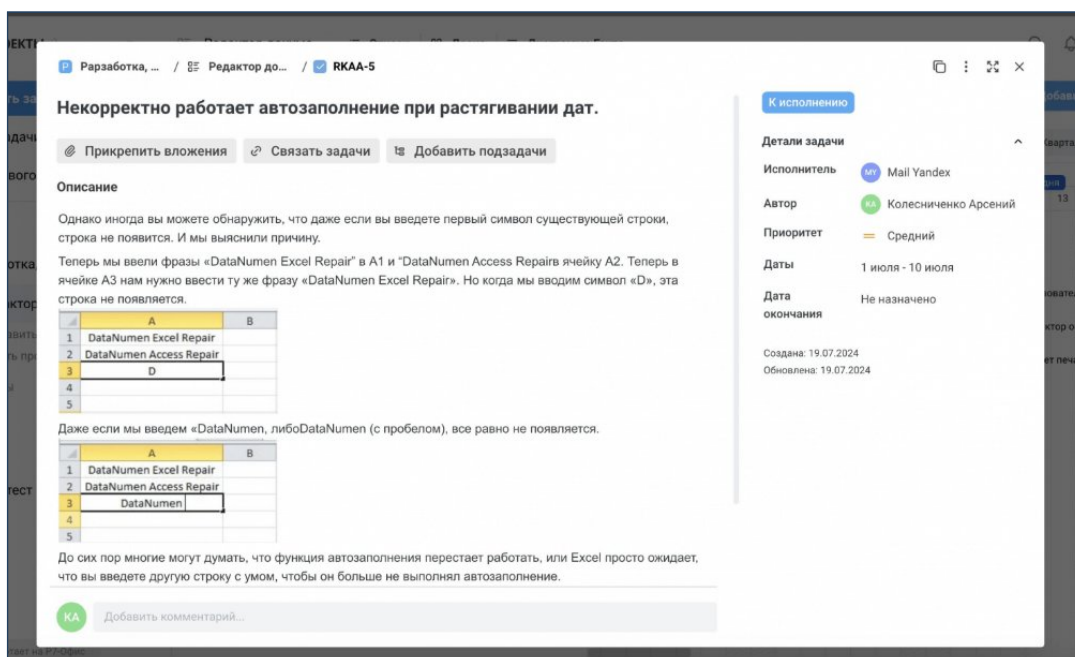 Рарзаботка, ... / Редактор до... / RKAA-5
Некорректно работает автозаполнение при растягивании дат.
Прикрепить вложения Связать задачи Добавить подзадачи
Описание
Однако иногда вы можете обнаружить, что даже если вы введете первый символ существующей строки,
строка не появится. И мы выяснили причину.
Теперь мы ввели фразы «DataNumen Excel Repair” в A1 и “DataNumen Access Repairв ячейку A2. Теперь в
ячейке A3 нам нужно ввести ту же фразу «DataNumen Excel Repair». Но когда мы вводим символ «D», эта
строка не появляется.
A B
1 DataNumen Excel Repair
2 DataNumen Access Repair
3 D
4
5
Даже если мы введем «DataNumen, либоDataNumen (с пробелом), все равно не появляется.
A B
1 DataNumen Excel Repair
2 DataNumen Access Repair
3 DataNumen
4
5
До сих пор многие могут думать, что функция автозаполнения перестает работать, или Excel просто ожидает,
что вы введете другую строку с умом, чтобы он больше не выполнял автозаполнение.
KA Добавить комментарий...
К исполнению
Детали задачи
Исполнитель MY Mail Yandex
Автор KA Колесниченко Арсений
Приоритет Средний
Даты 1 июля - 10 июля
Дата Не назначено
окончания
Создана: 19.07.2024
Обновлена: 19.07.2024
13